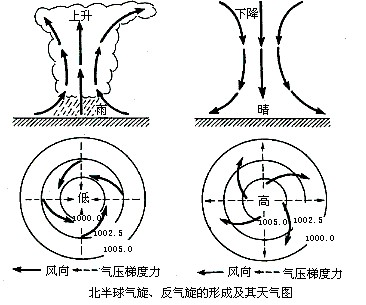 上升
雨
下降
晴
低
1000.0
1002.5
1005.0
高
1005.0
1002.5
1000.0
风向 气压梯度力
风向 气压梯度力
北半球气旋、反气旋的形成及其天气图